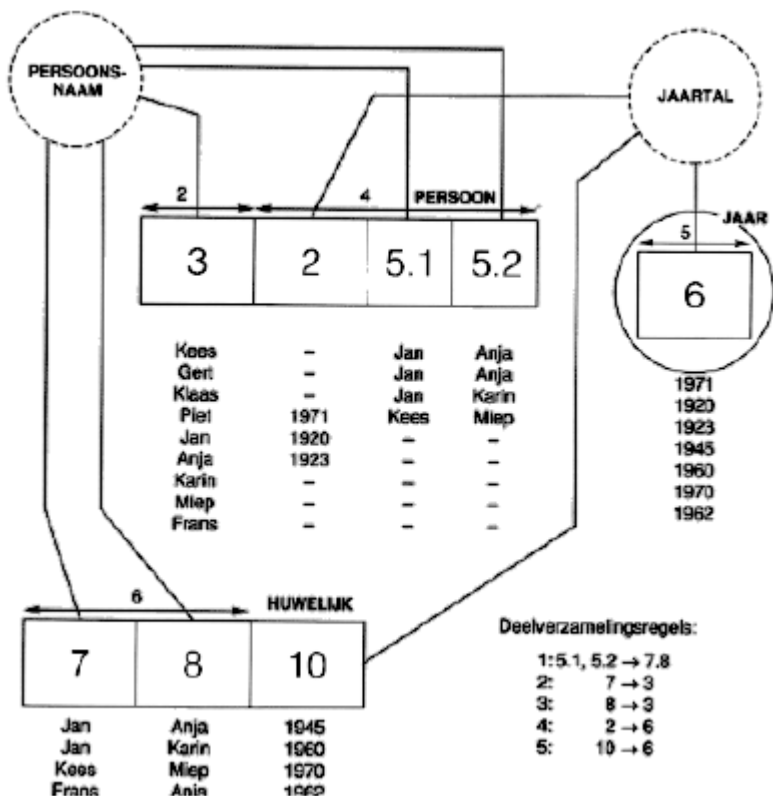 PERSOONS-
NAAM
JAARTAL
2
4
PERSOON
JAAR
5
3
2
5.1
5.2
6
Kees – Jan Anja
Gert – Jan Anja
Klaas – Jan Karin
Piet 1971 Kees Miep
Jan 1920 – –
Anja 1923 – –
Karin – – –
Miep – – –
Frans – – –
1971
1920
1923
1945
1960
1970
1962
6
HUWELIJK
7
8
10
Jan Anja 1945
Jan Karin 1960
Kees Miep 1970
Frans Anja 1962
Deelverzamelingsregels:
1: 5.1, 5.2 → 7.8
2: 7 → 3
3: 8 → 3
4: 2 → 6
5: 10 → 6